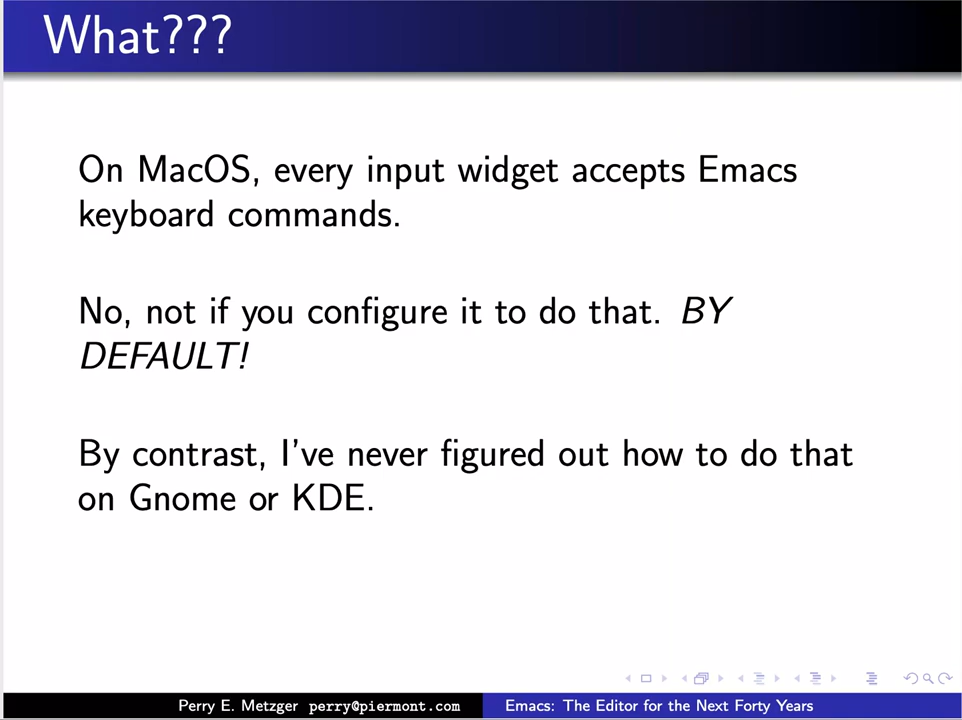 What???
On MacOS, every input widget accepts Emacs
keyboard commands.
No, not if you configure it to do that. BY
DEFAULT!
By contrast, I've never figured out how to do that
on Gnome or KDE.
Perry E. Metzger perry@piermont.com
Emacs: The Editor for the Next Forty Years